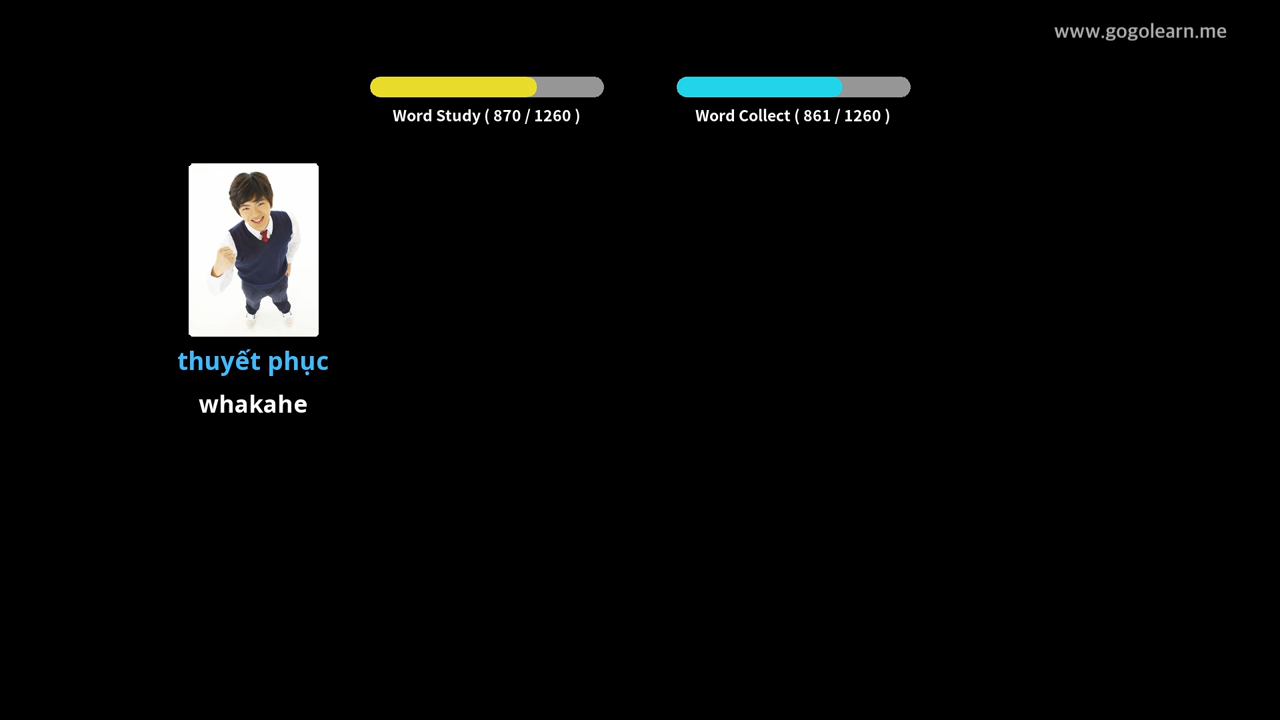 www.gogolearn.me
Word Study ( 870 / 1260 )
Word Collect ( 861 / 1260 )
thuyết phục
whakahe